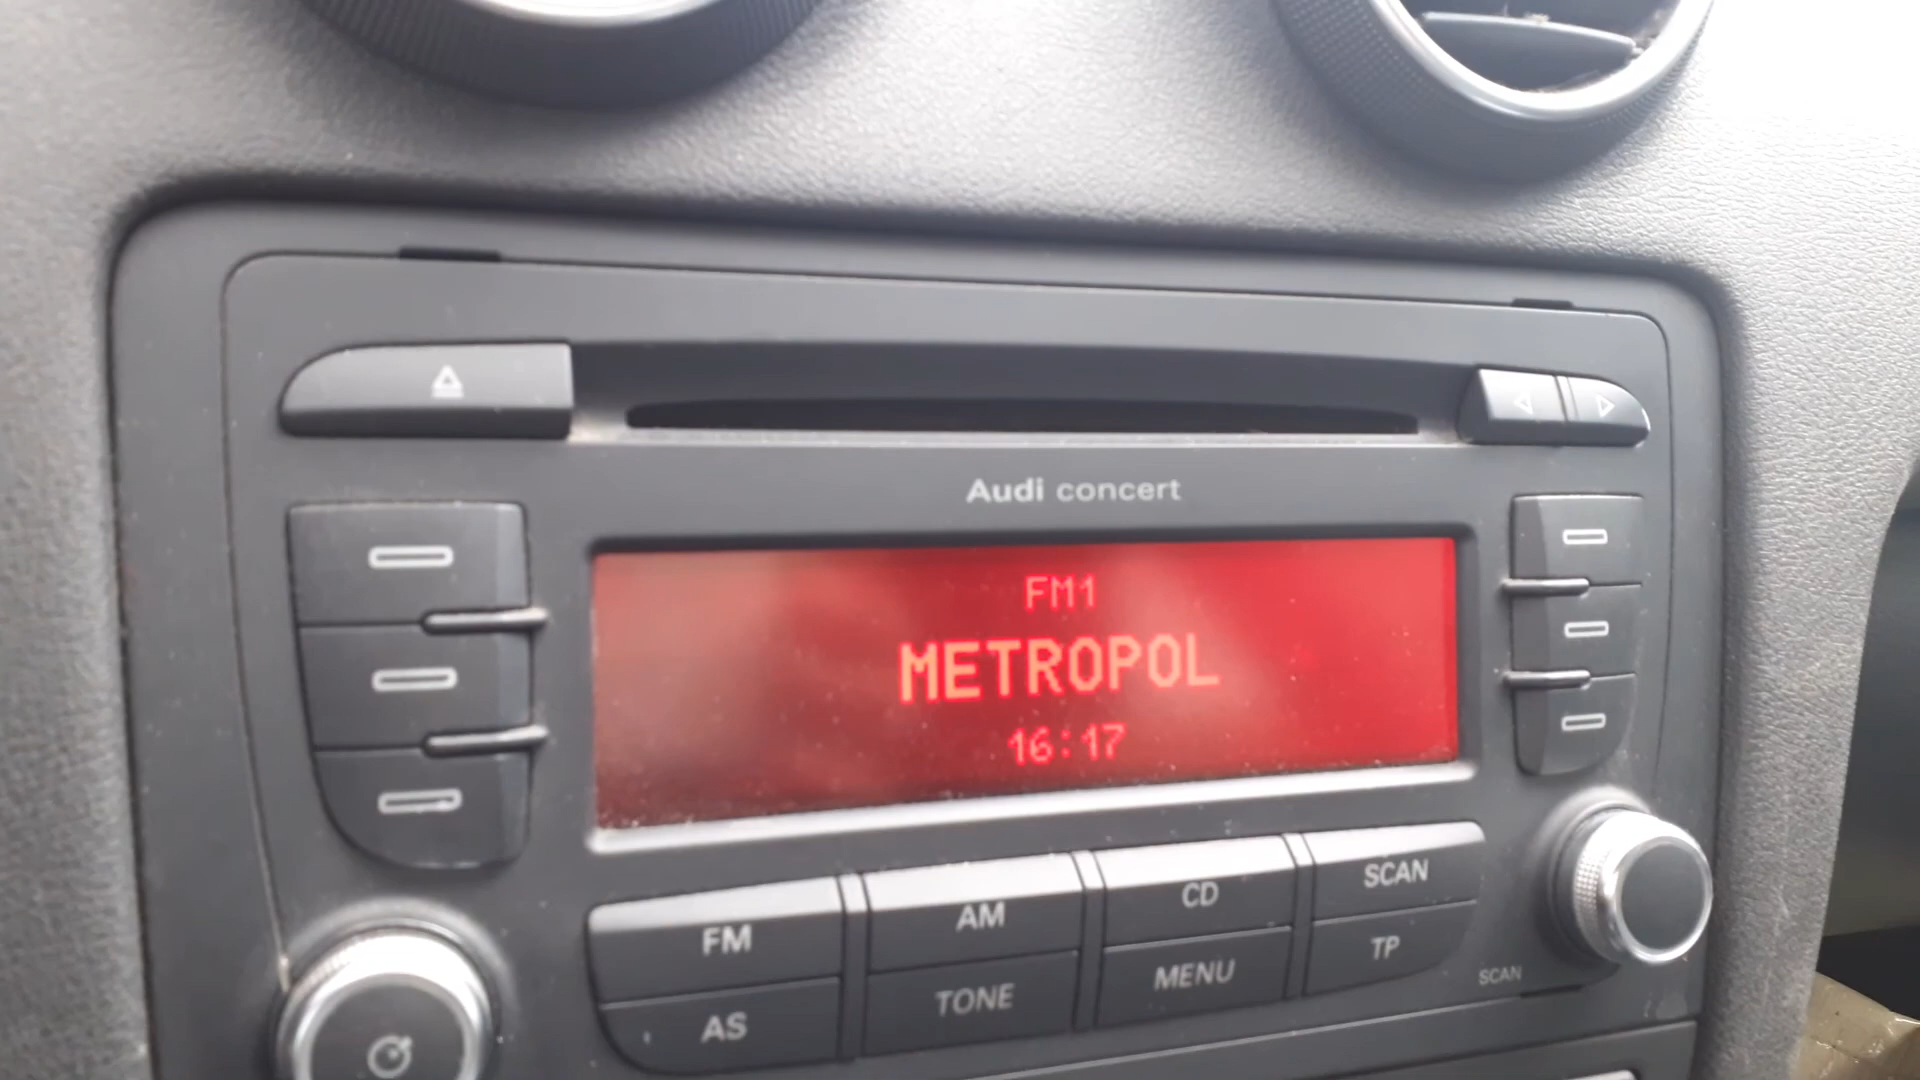 Audi concert
FM1
METROPOL
16:17
FM
AM
CD
SCAN
AS
TONE
MENU
TP
SCAN